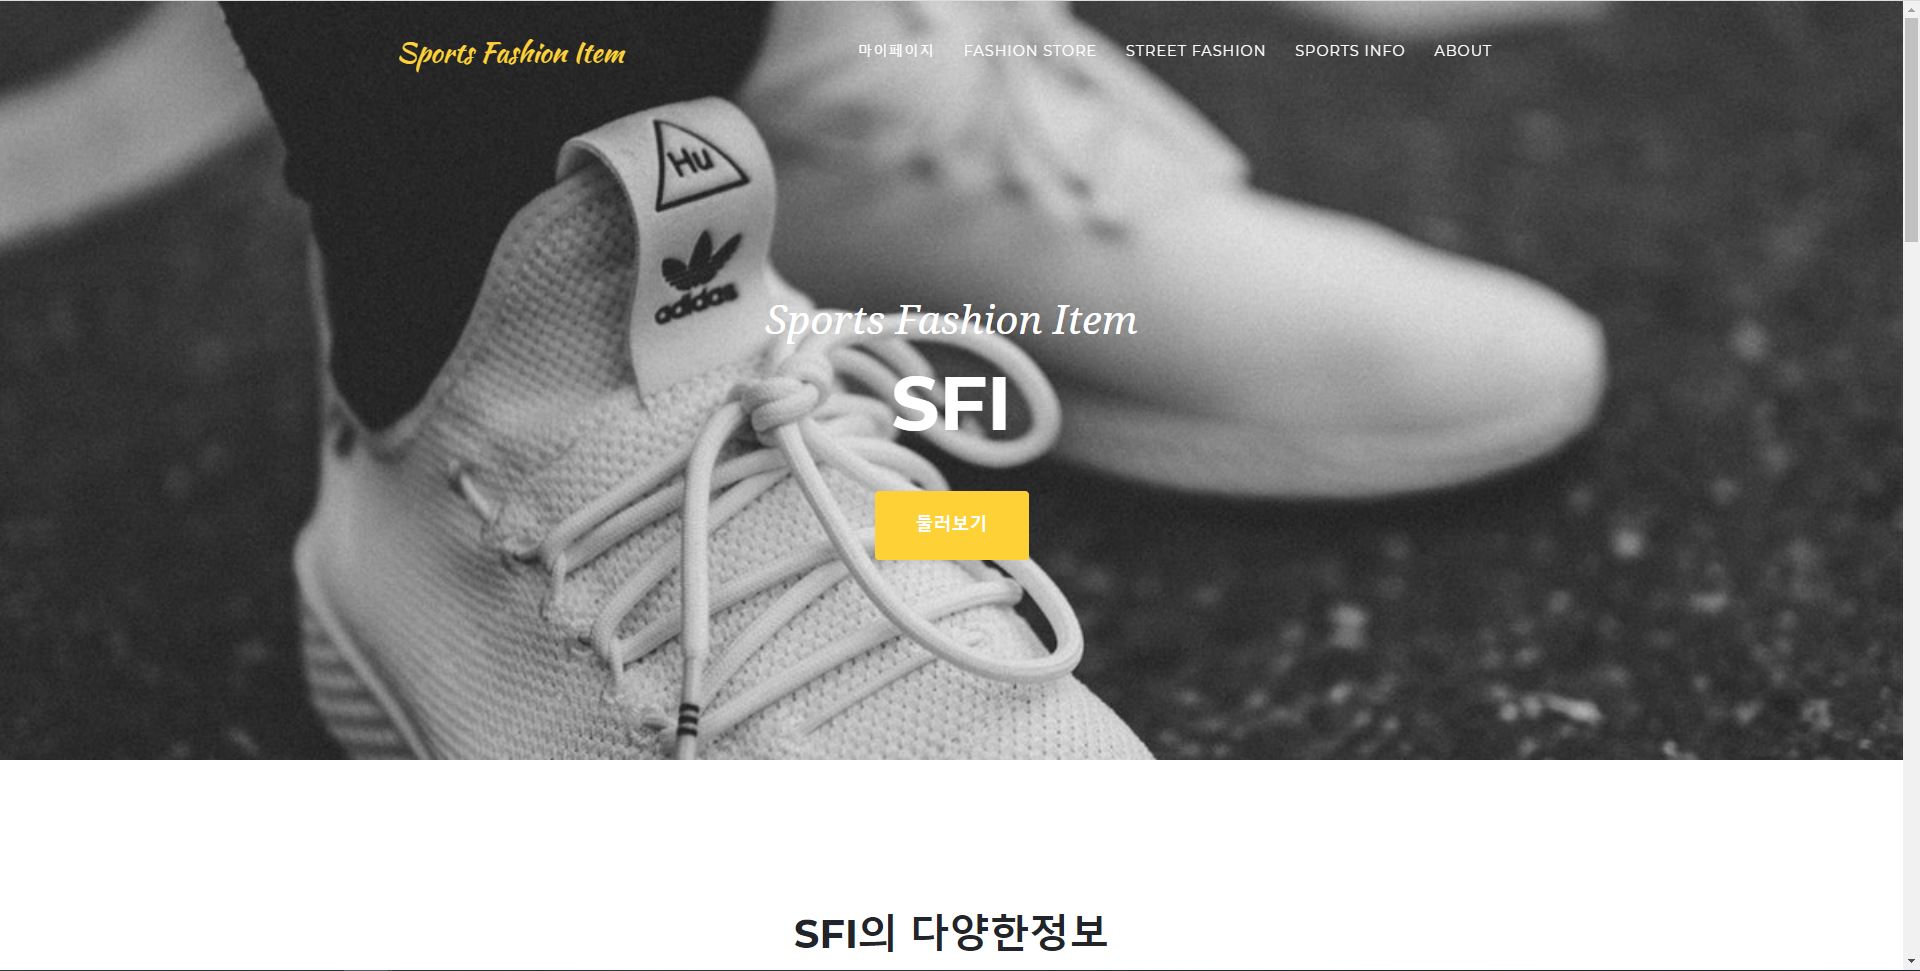 Sports Fashion Item
마이페이지 FASHION STORE STREET FASHION SPORTS INFO ABOUT
Hu
adidas
Sports Fashion Item
SFI
둘러보기
SFI의 다양한정보